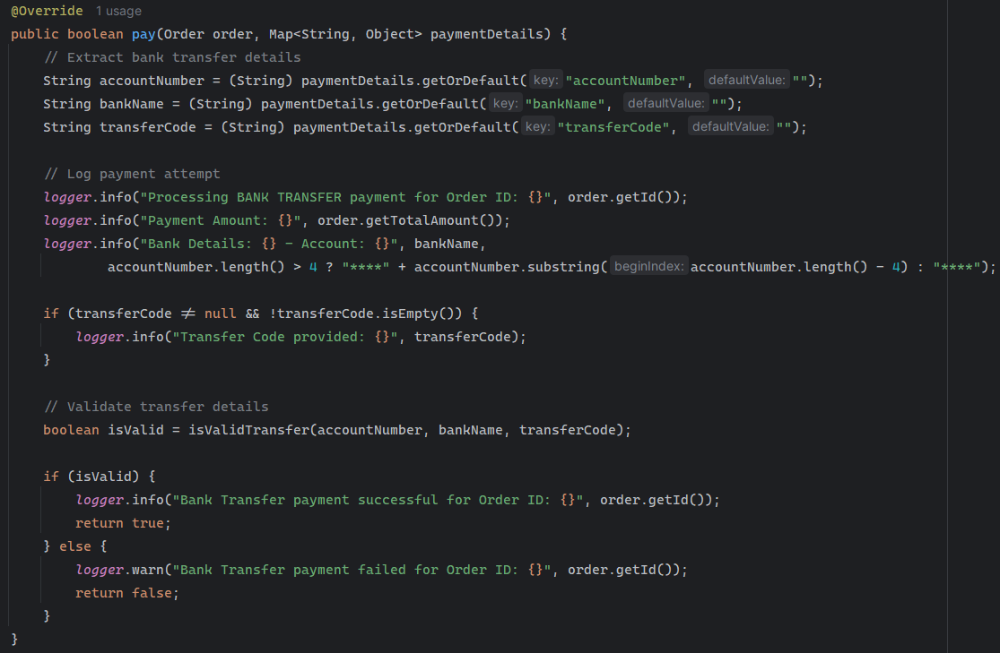 @Override 1 usage
public boolean pay(Order order, Map<String, Object> paymentDetails) {
    // Extract bank transfer details
    String accountNumber = (String) paymentDetails.getOrDefault( key: "accountNumber", defaultValue: "");
    String bankName = (String) paymentDetails.getOrDefault( key: "bankName", defaultValue: "");
    String transferCode = (String) paymentDetails.getOrDefault( key: "transferCode", defaultValue: "");

    // Log payment attempt
    logger.info("Processing BANK TRANSFER payment for Order ID: {}", order.getId());
    logger.info("Payment Amount: {}", order.getTotalAmount());
    logger.info("Bank Details: {} - Account: {}", bankName,
            accountNumber.length() > 4 ? "****" + accountNumber.substring( beginIndex: accountNumber.length() - 4) : "****");

    if (transferCode ≠ null && !transferCode.isEmpty()) {
        logger.info("Transfer Code provided: {}", transferCode);
    }

    // Validate transfer details
    boolean isValid = isValidTransfer(accountNumber, bankName, transferCode);

    if (isValid) {
        logger.info("Bank Transfer payment successful for Order ID: {}", order.getId());
        return true;
    } else {
        logger.warn("Bank Transfer payment failed for Order ID: {}", order.getId());
        return false;
    }
}